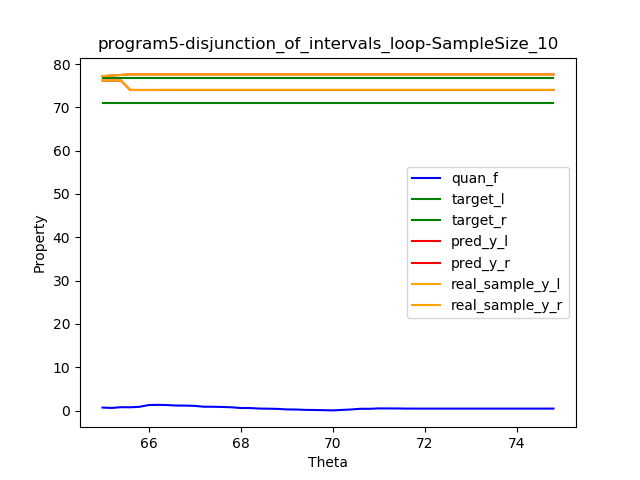 program5-disjunction_of_intervals_loop-SampleSize_10
80
70
60
50
40
30
20
10
0
Property
quan_f
target_l
target_r
pred_y_l
pred_y_r
real_sample_y_l
real_sample_y_r
66 68 70 72 74
Theta